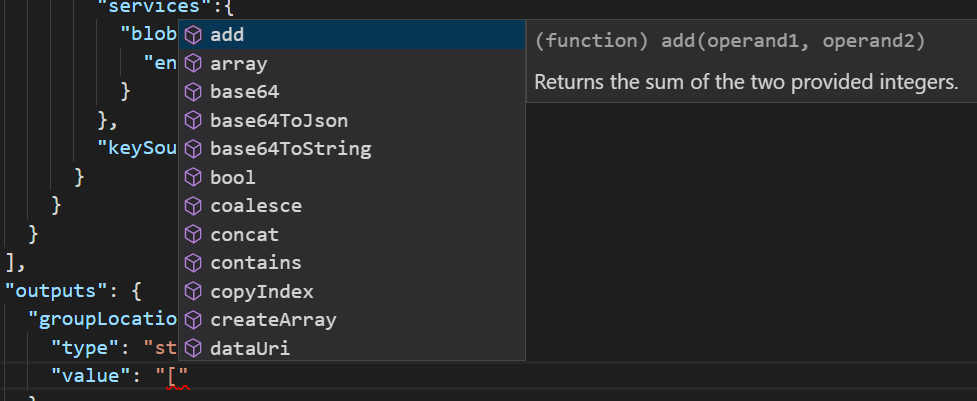 "services":{
"blob
"en
}
},
"keySou
}
}
}
],
"outputs": {
"groupLocatio
"type": "st
"value": "["
}
add
array
base64
base64ToJson
base64ToString
bool
coalesce
concat
contains
copyIndex
createArray
dataUri
(function) add(operand1, operand2)
Returns the sum of the two provided integers.